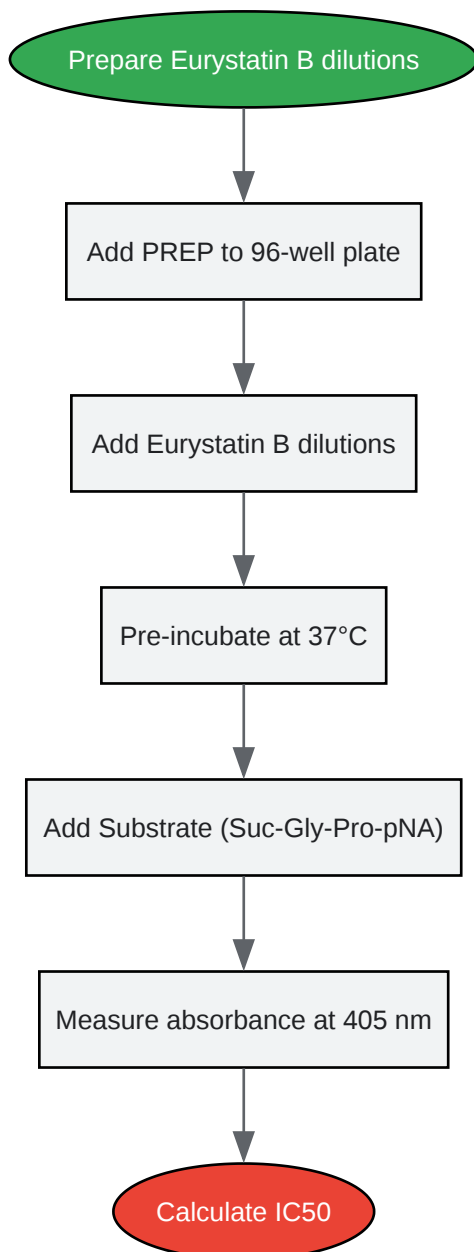 Prepare Eurystatin B dilutions
Add PREP to 96-well plate
Add Eurystatin B dilutions
Pre-incubate at 37°C
Add Substrate (Suc-Gly-Pro-pNA)
Measure absorbance at 405 nm
Calculate IC50